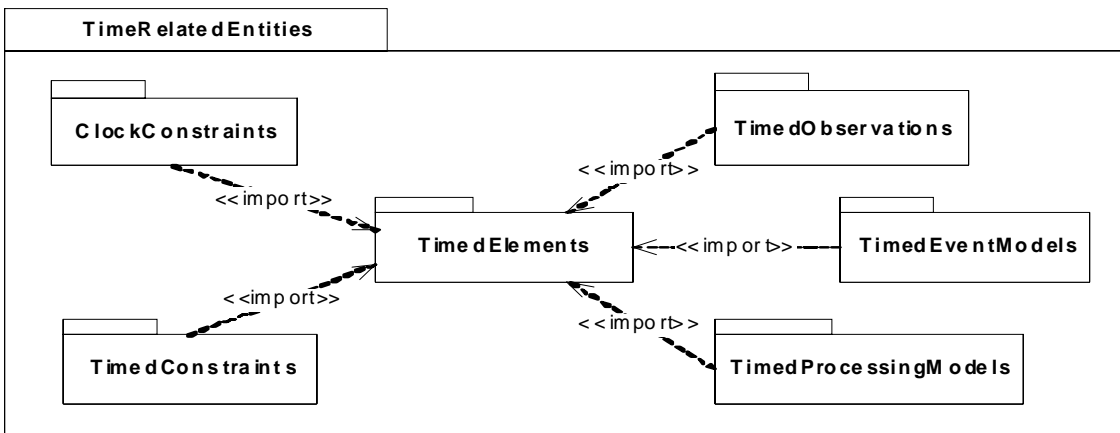 TimeRelatedEntities
ClockConstraints
TimedObservations
<<import>>
<<import>>
TimedElements
<<import>>
TimedEventModels
<<import>>
<<import>>
TimedConstraints
TimedProcessingModels